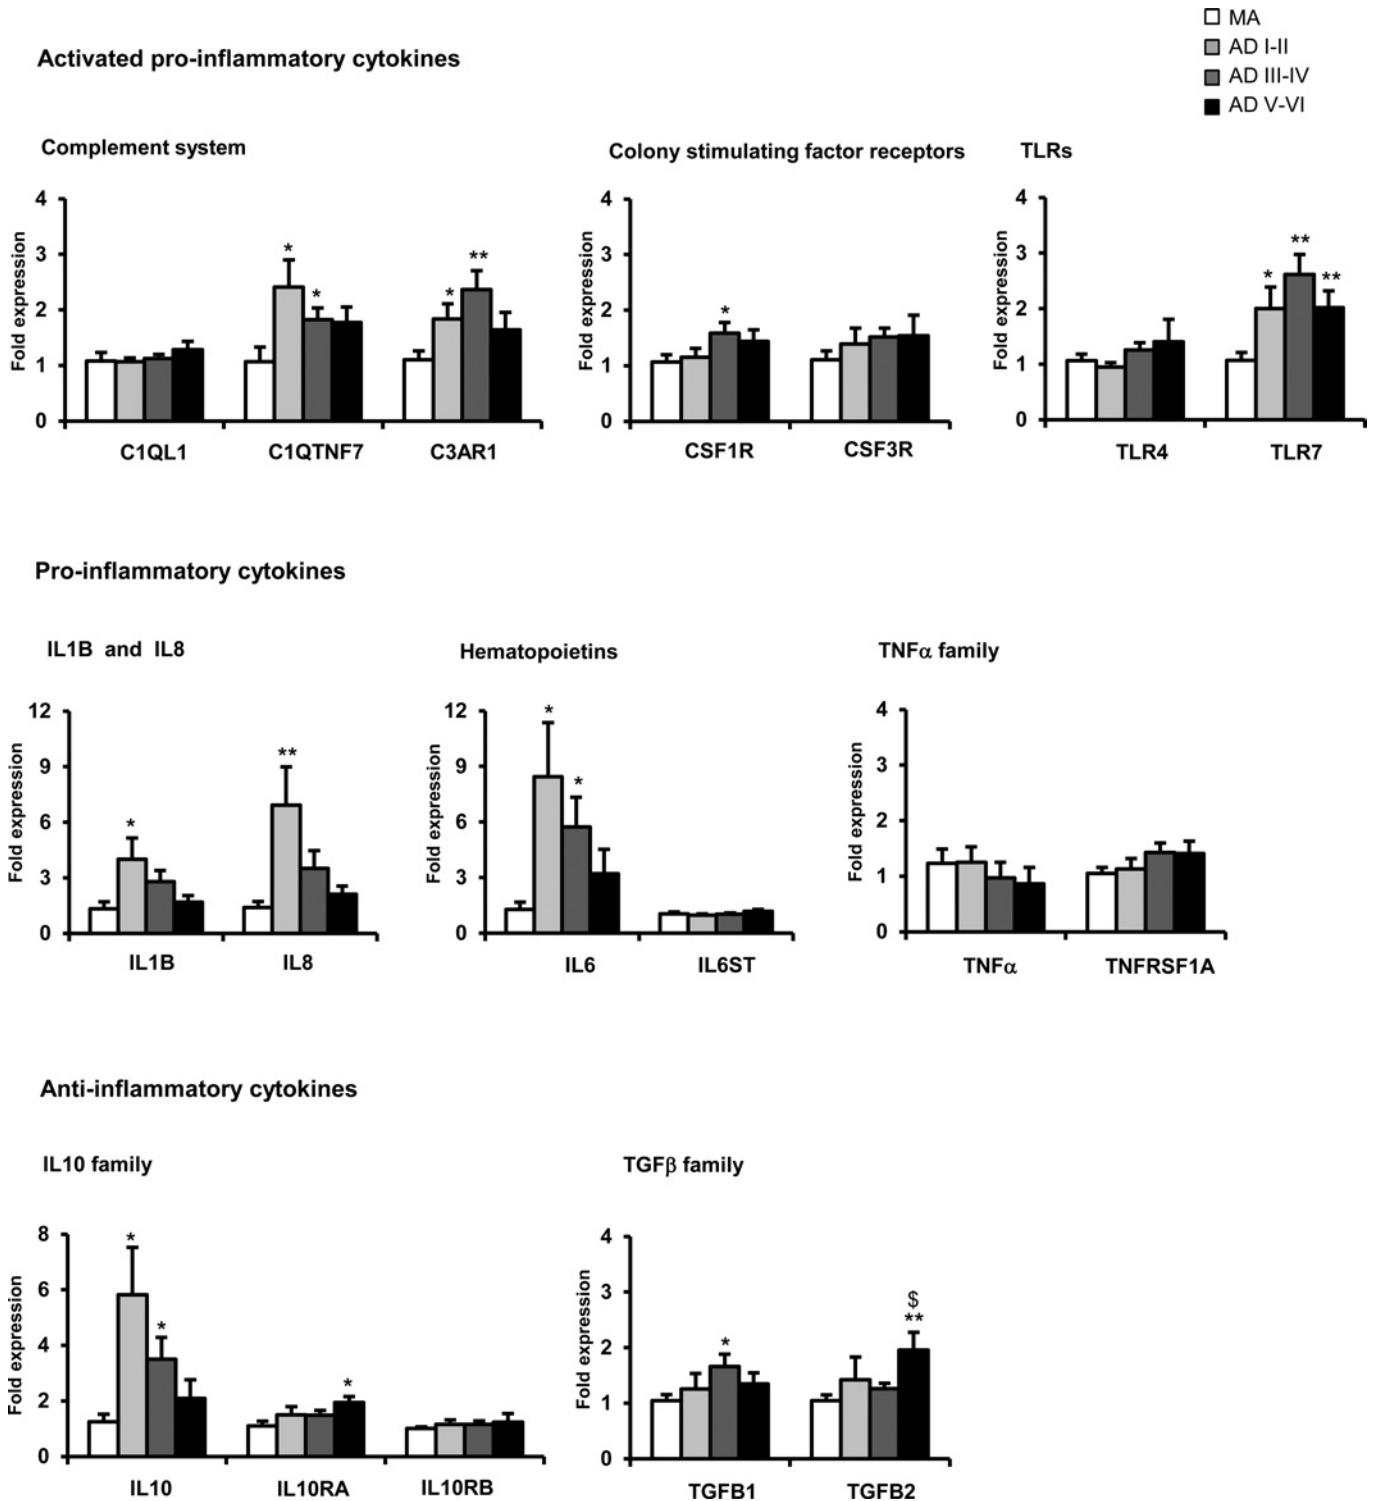 MA
AD I-II
AD III-IV
AD V-VI
Activated pro-inflammatory cytokines
Complement system
Fold expression
4
3
2
1
0
*
*
*
**
C1QL1 C1QTNF7 C3AR1
Colony stimulating factor receptors
Fold expression
4
3
2
1
0
*
CSF1R CSF3R
TLRs
Fold expression
4
3
2
1
0
*
**
**
TLR4 TLR7
Pro-inflammatory cytokines
IL1B and IL8
Fold expression
12
9
6
3
0
*
**
IL1B IL8
Hematopoietins
Fold expression
12
9
6
3
0
*
*
IL6 IL6ST
TNFα family
Fold expression
4
3
2
1
0
TNFα TNFRSF1A
Anti-inflammatory cytokines
IL10 family
Fold expression
8
6
4
2
0
*
*
*
IL10 IL10RA IL10RB
TGFβ family
Fold expression
4
3
2
1
0
*
$
**
TGFB1 TGFB2